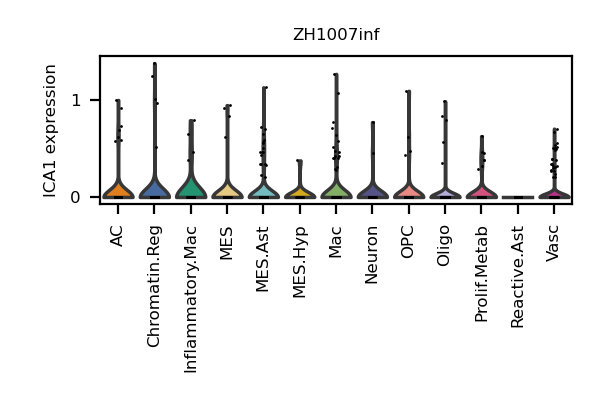 ZH1007inf
ICA1 expression
1
0
AC
Chromatin.Reg
Inflammatory.Mac
MES
MES.Ast
MES.Hyp
Mac
Neuron
OPC
Oligo
Prolif.Metab
Reactive.Ast
Vasc